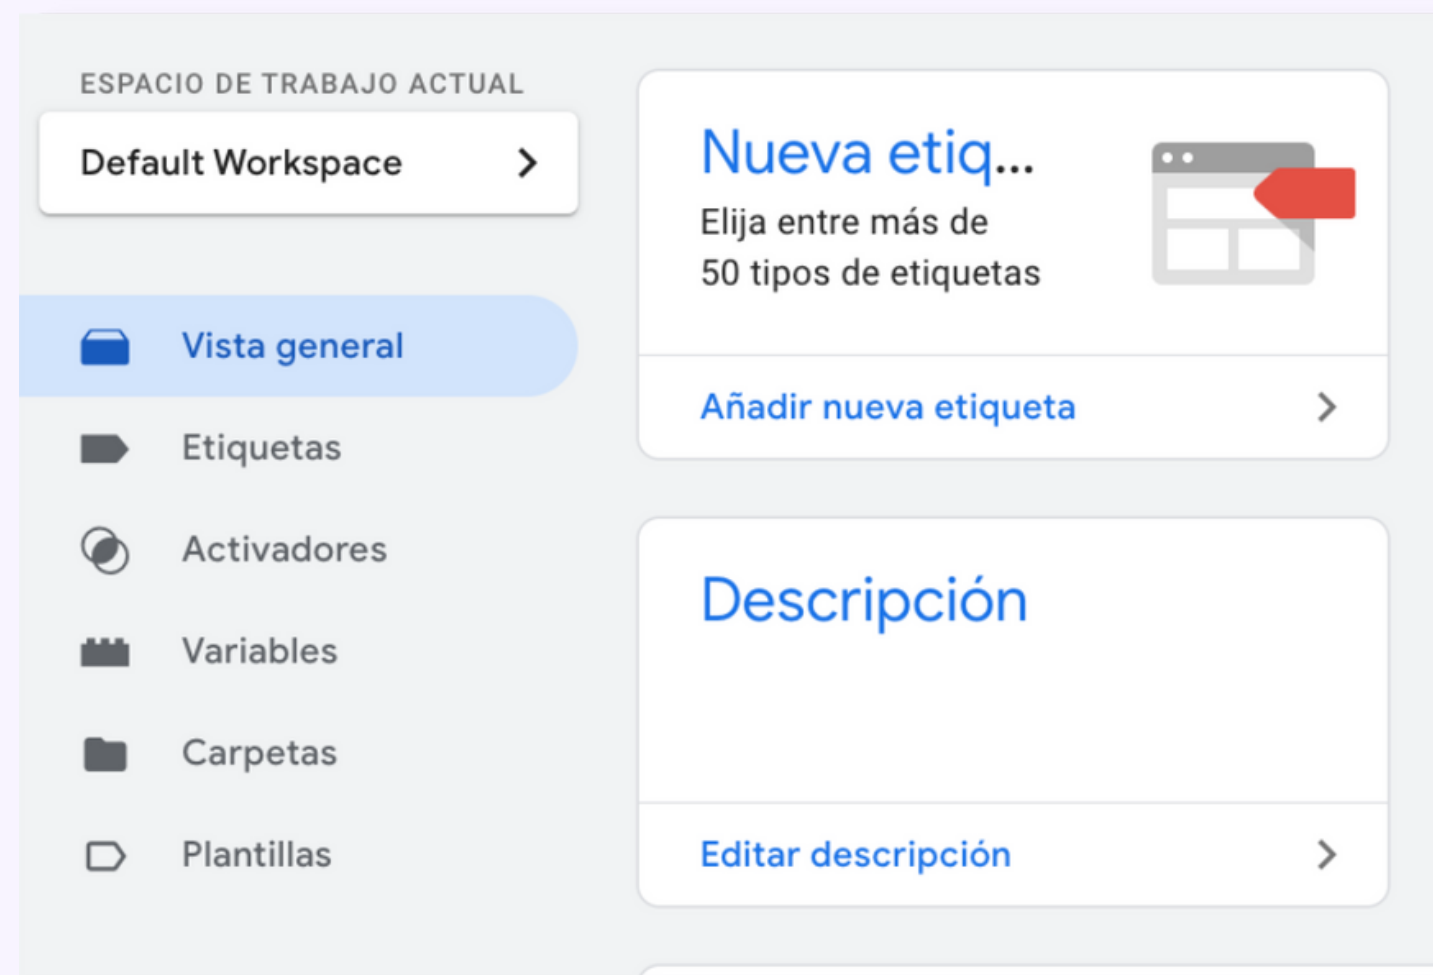 ESPACIO DE TRABAJO ACTUAL
Default Workspace
Vista general
Etiquetas
Activadores
Variables
Carpetas
Plantillas
Nueva etiq...
Elija entre más de
50 tipos de etiquetas
Añadir nueva etiqueta
Descripción
Editar descripción